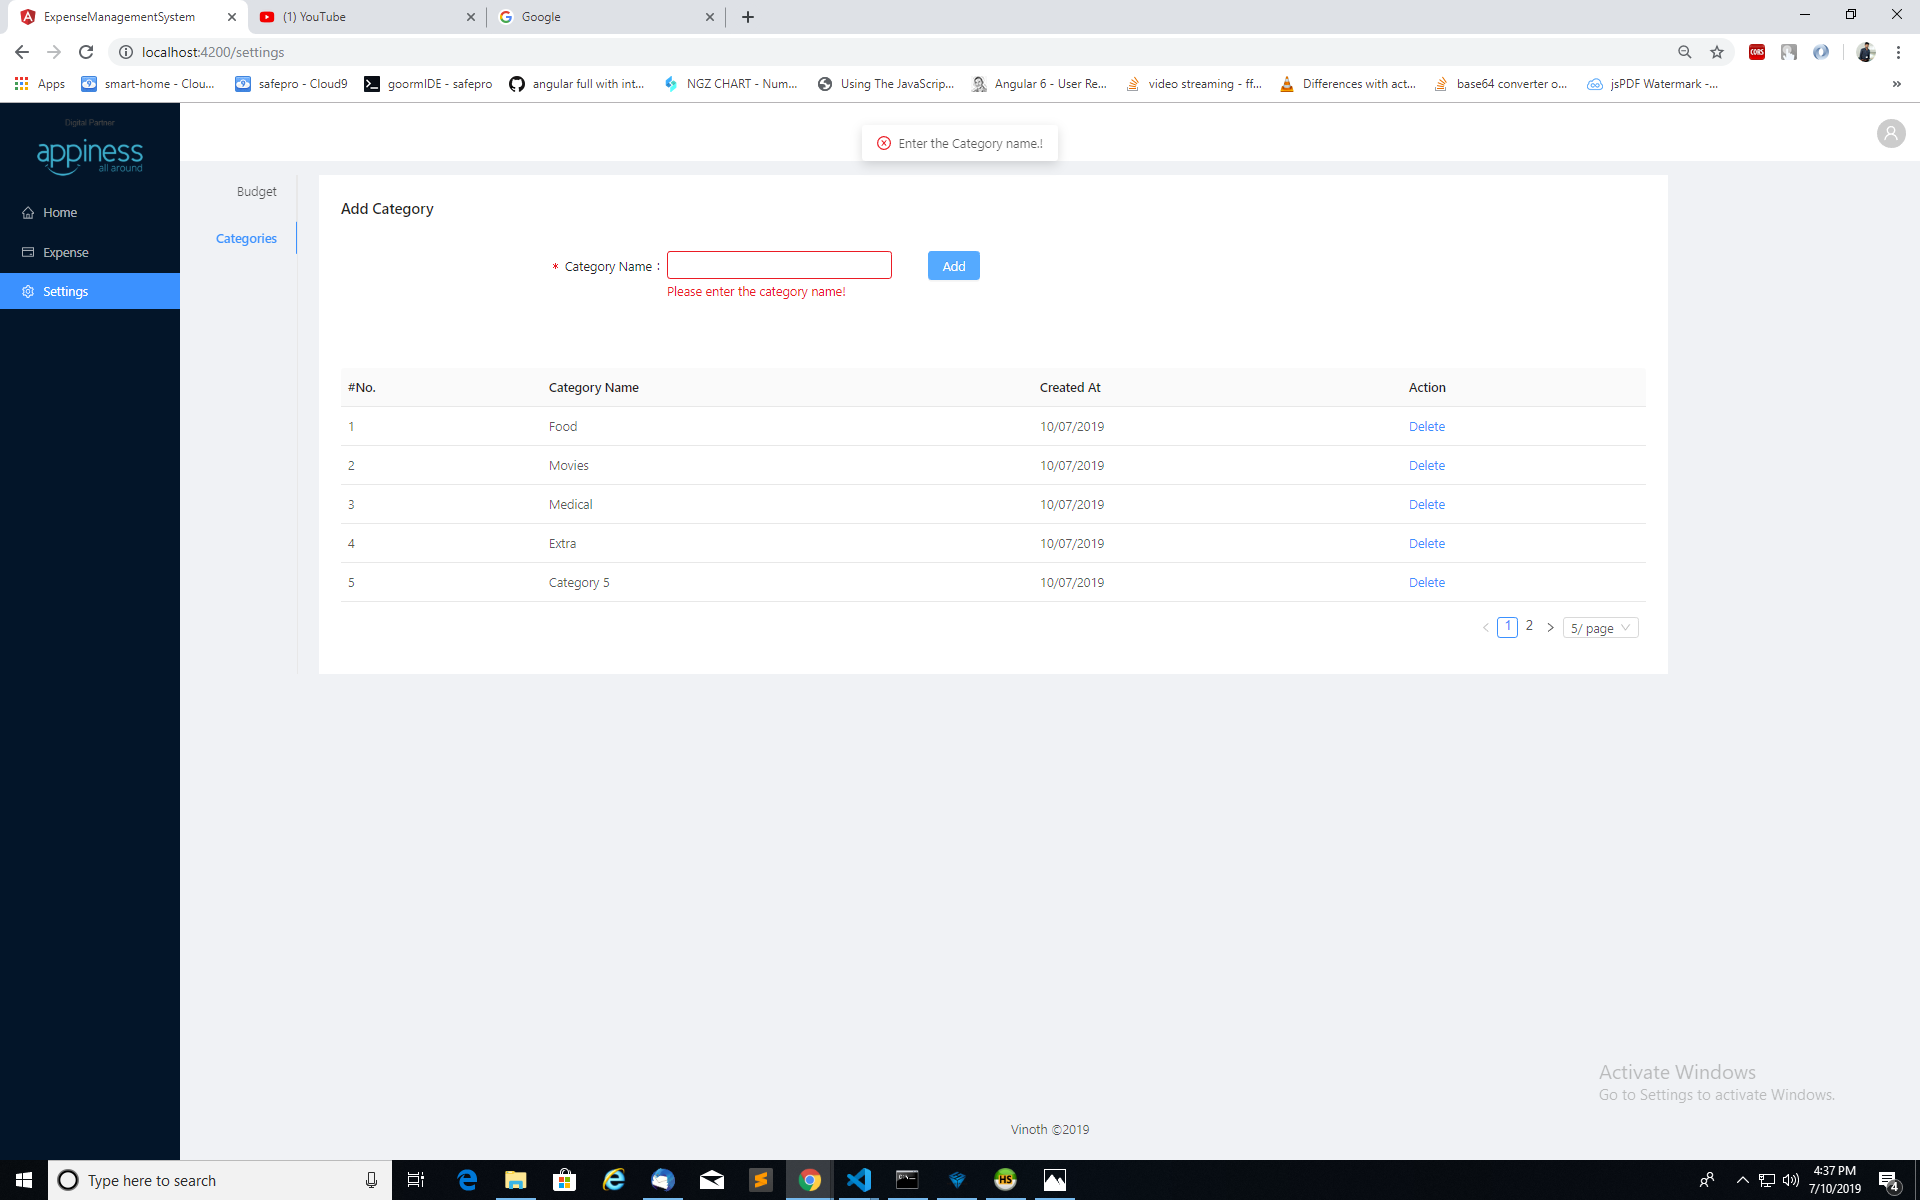 ExpenseManagementSystem
(1) YouTube
Google
localhost:4200/settings
CORS
Apps
smart-home - Clou...
safepro - Cloud9
goormIDE - safepro
angular full with int...
NGZ CHART - Num...
Using The JavaScrip...
Angular 6 - User Re...
video streaming - ff...
Differences with act...
base64 converter o...
jsPDF Watermark -...
»
Digital Partner
appiness
all around
Enter the Category name.!
Home
Expense
Settings
Budget
Categories
Add Category
* Category Name :
Add
Please enter the category name!
#No. Category Name Created At Action
1 Food 10/07/2019 Delete
2 Movies 10/07/2019 Delete
3 Medical 10/07/2019 Delete
4 Extra 10/07/2019 Delete
5 Category 5 10/07/2019 Delete
< 1 2 > 5/ page
Activate Windows
Go to Settings to activate Windows.
Vinoth ©2019
Type here to search
HS
4:37 PM
7/10/2019
4